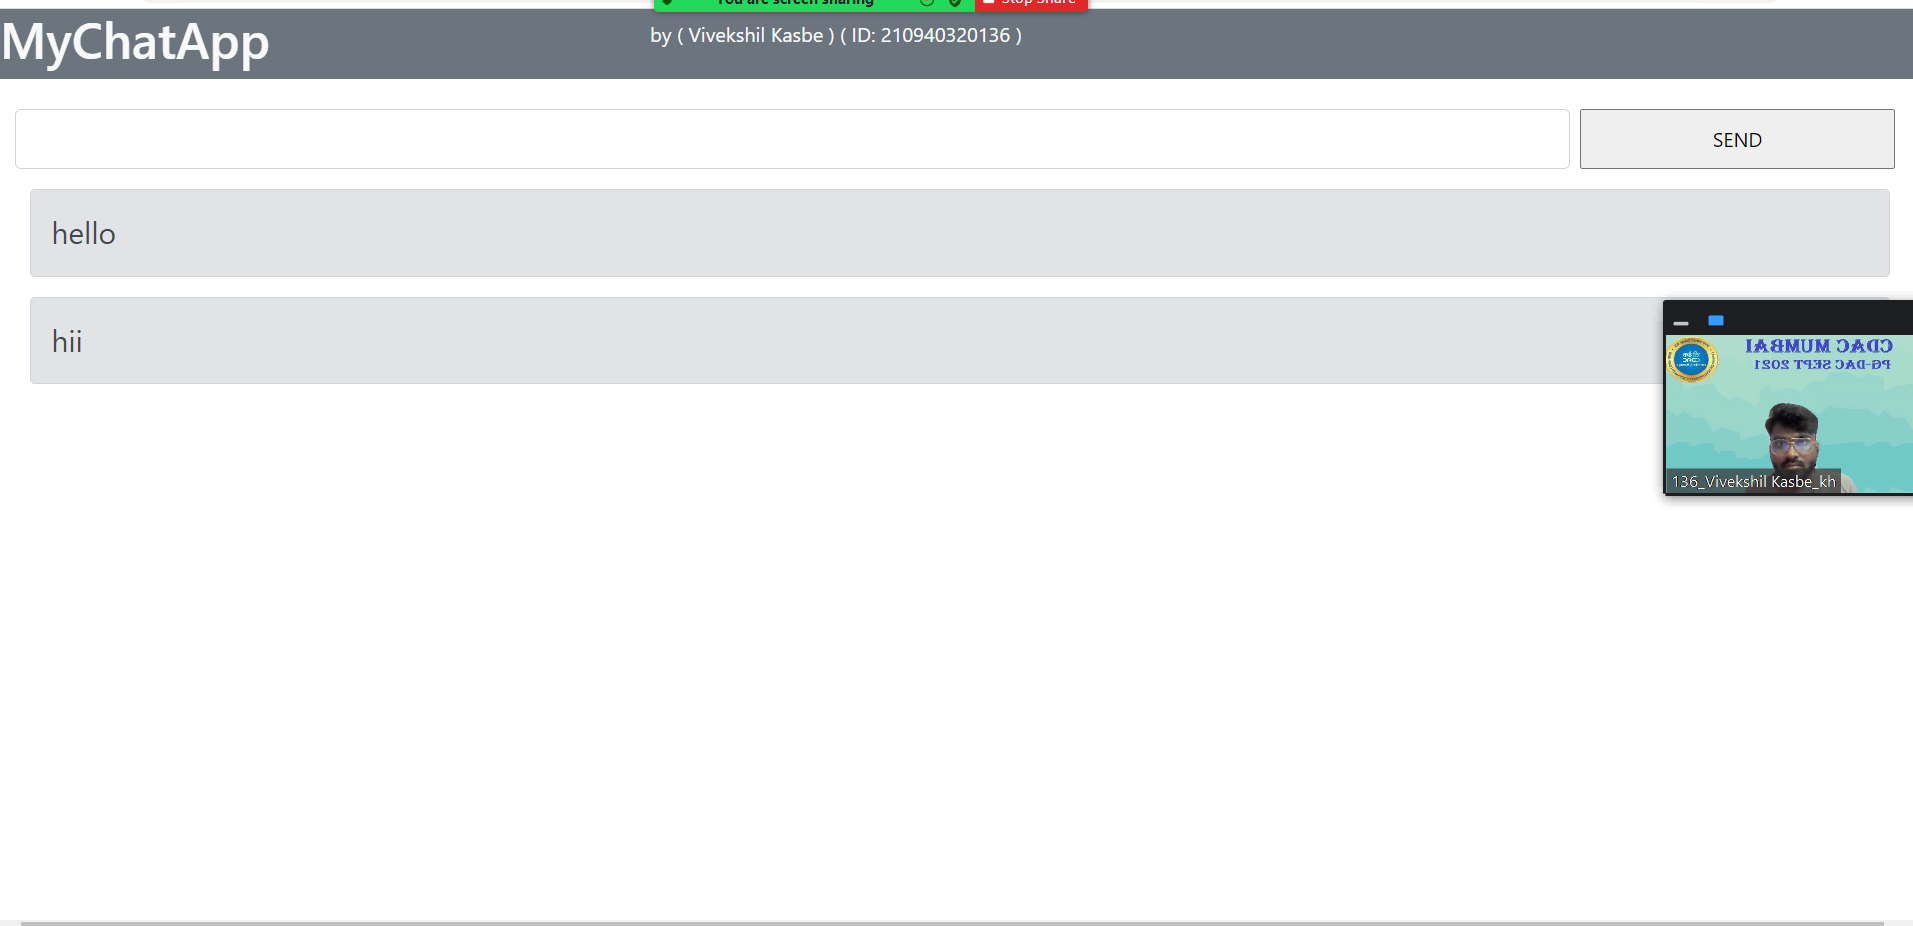 You are screen sharing
Stop Share
MyChatApp
by ( Vivekshil Kasbe ) ( ID: 210940320136 )
SEND
hello
hii
CDAC MUMBAI
PG-DAC SEPT 2021
136_Vivekshil Kasbe_kh